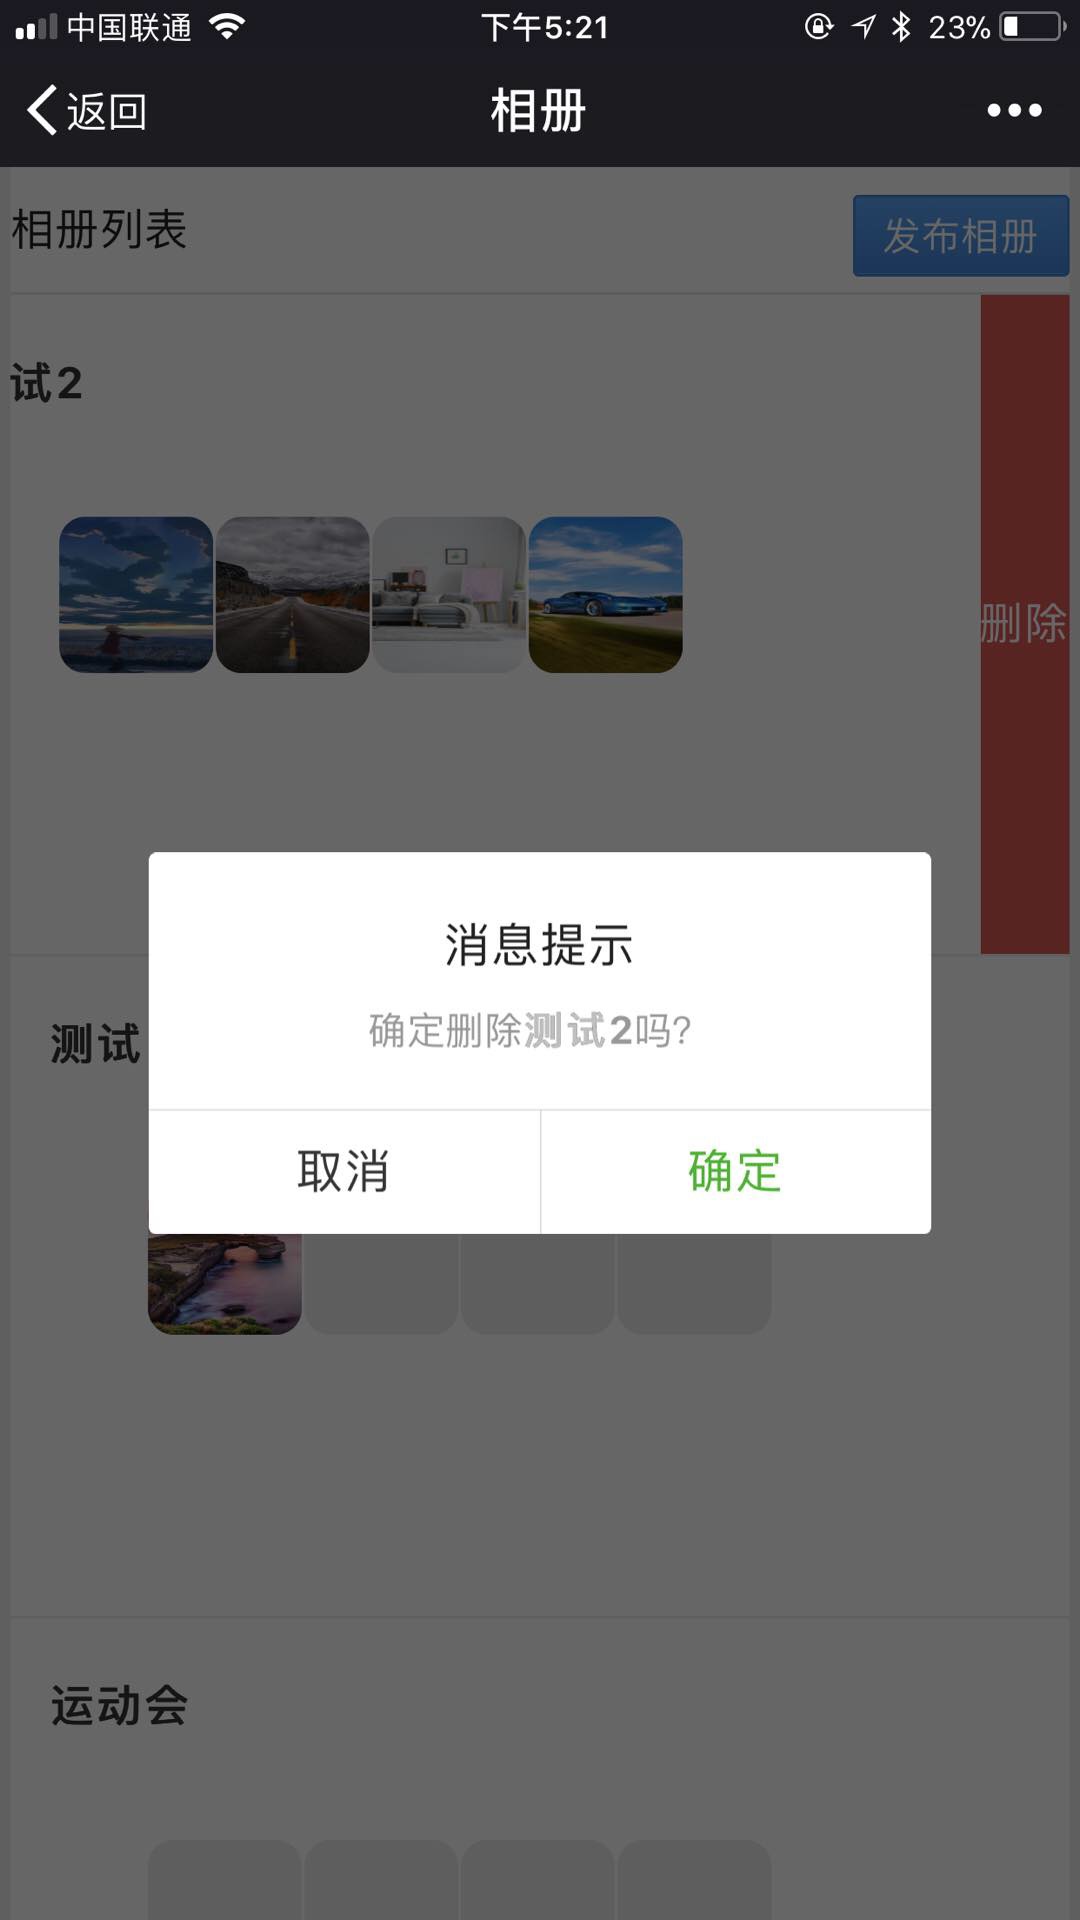 中国联通 下午5:21 23%
返回 相册
相册列表 发布相册
试2
删除
消息提示
确定删除测试2吗?
测试
取消 确定
运动会